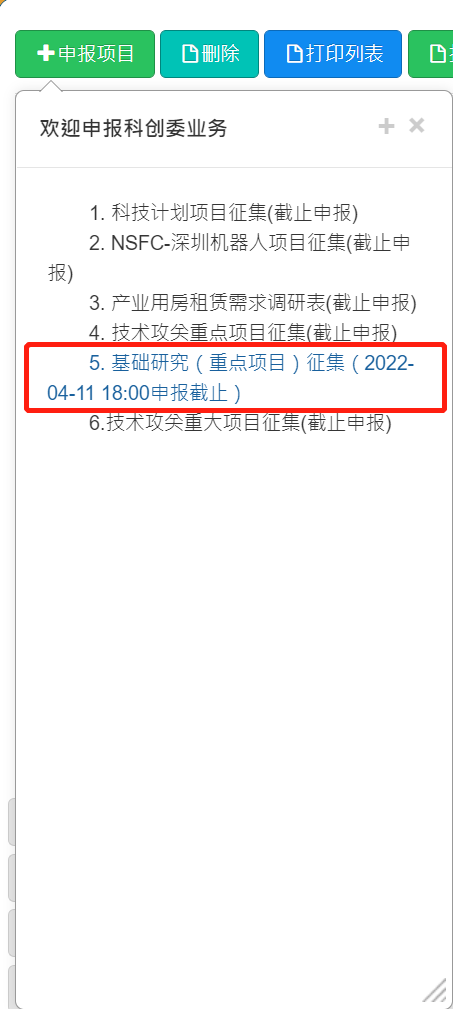 申报项目 删除 打印列表
欢迎申报科创委业务
1. 科技计划项目征集(截止申报)
2. NSFC-深圳机器人项目征集(截止申
报)
3. 产业用房租赁需求调研表(截止申报)
4. 技术攻关重点项目征集(截止申报)
5. 基础研究（重点项目）征集（2022-
04-11 18:00申报截止）
6.技术攻关重大项目征集(截止申报)